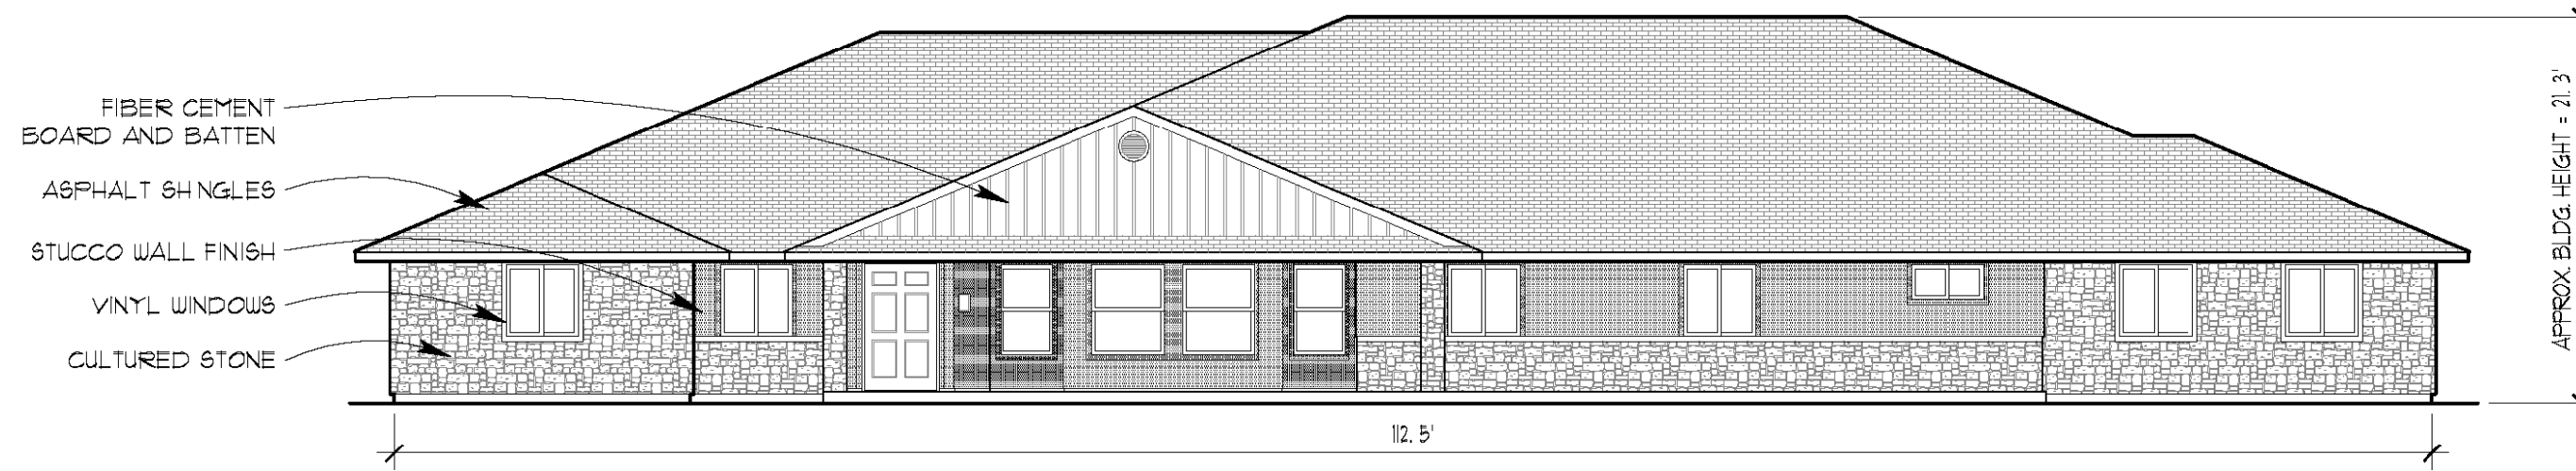 FIBER CEMENT
BOARD AND BATTEN
ASPHALT SH NGLES
STUCCO WALL FINISH
VINYL WINDOWS
CULTURED STONE
112. 5'
APPROX. BLDG. HEIGHT = 21. 3'